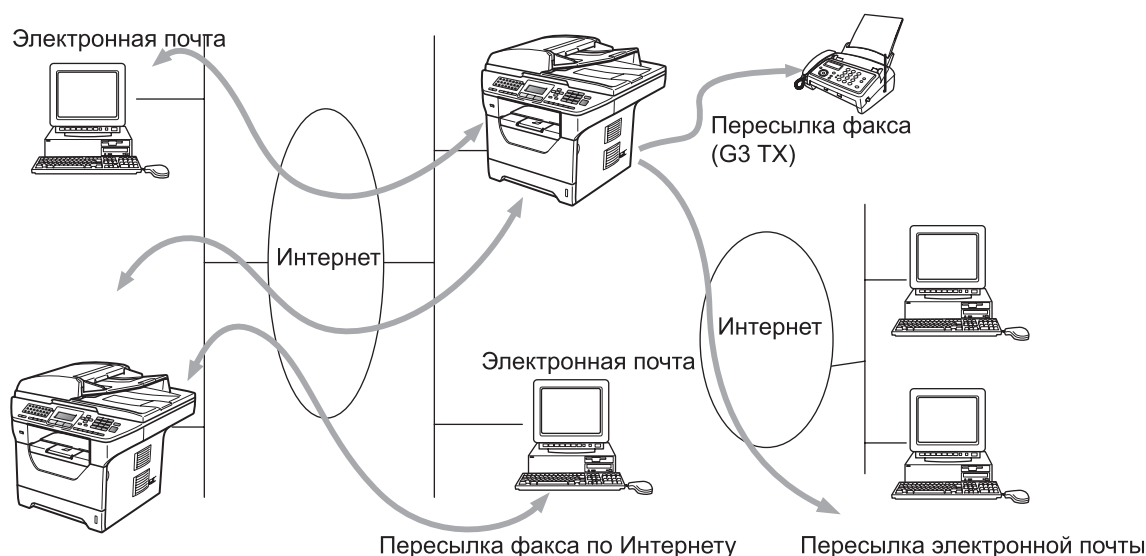 Электронная почта
Пересылка факса
(G3 TX)
Интернет
Интернет
Электронная почта
Пересылка факса по Интернету
Пересылка электронной почты